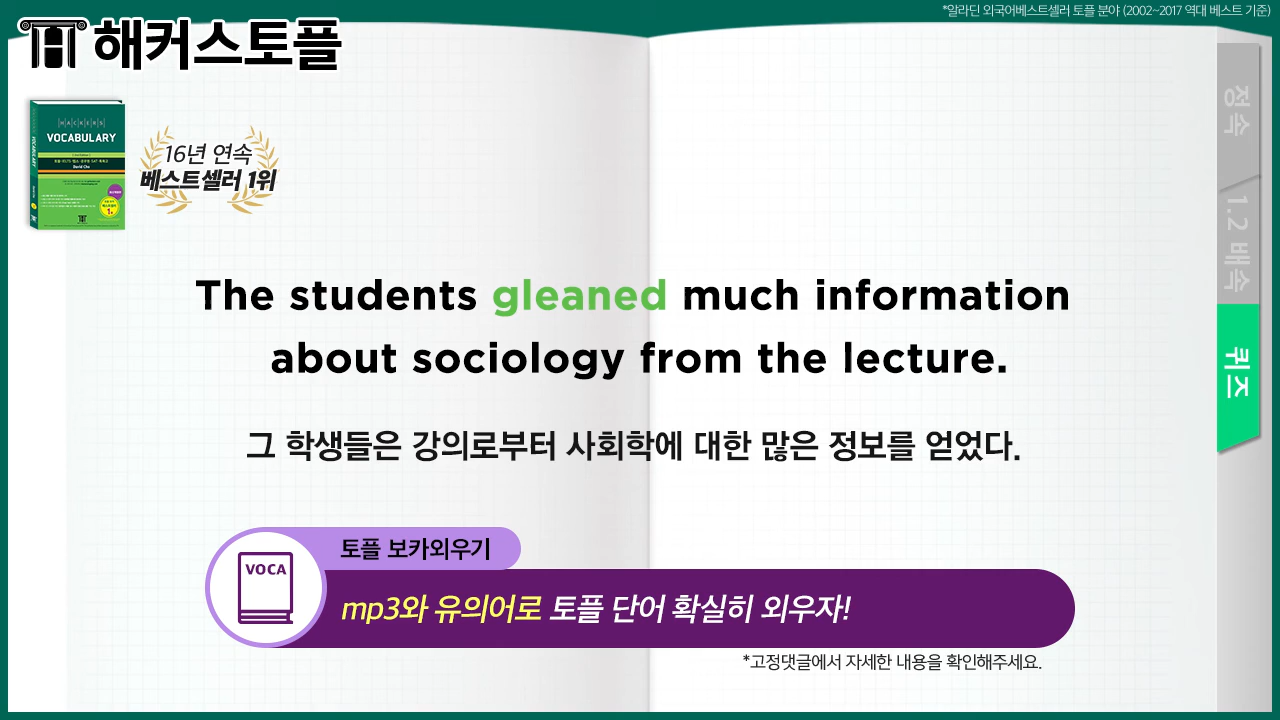 *알라딘 외국어베스트셀러 토플 분야 (2002~2017 역대 베스트 기준)
해커스토플
HACKERS
VOCABULARY
David Cho
VOCABULARY
16년 연속
베스트셀러 1위
정속
1.2 배속
퀴즈
The students gleaned much information
about sociology from the lecture.
그 학생들은 강의로부터 사회학에 대한 많은 정보를 얻었다.
토플 보카외우기
VOCA
mp3와 유의어로 토플 단어 확실히 외우자!
*고정댓글에서 자세한 내용을 확인해주세요.